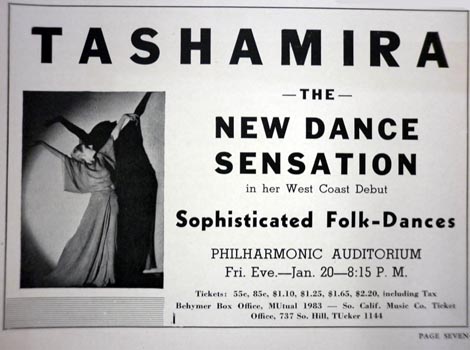 TASHAMIRA
—THE—
NEW DANCE
SENSATION
in her West Coast Debut
Sophisticated Folk-Dances
PHILHARMONIC AUDITORIUM
Fri. Eve.—Jan. 20—8:15 P. M.
Tickets: 55c, 85c, $1.10, $1.25, $1.65, $2.20, including Tax
Behymer Box Office, MUtual 1983 — So. Calif. Music Co. Ticket
Office, 737 So. Hill, TUcker 1144
PAGE SEVEN